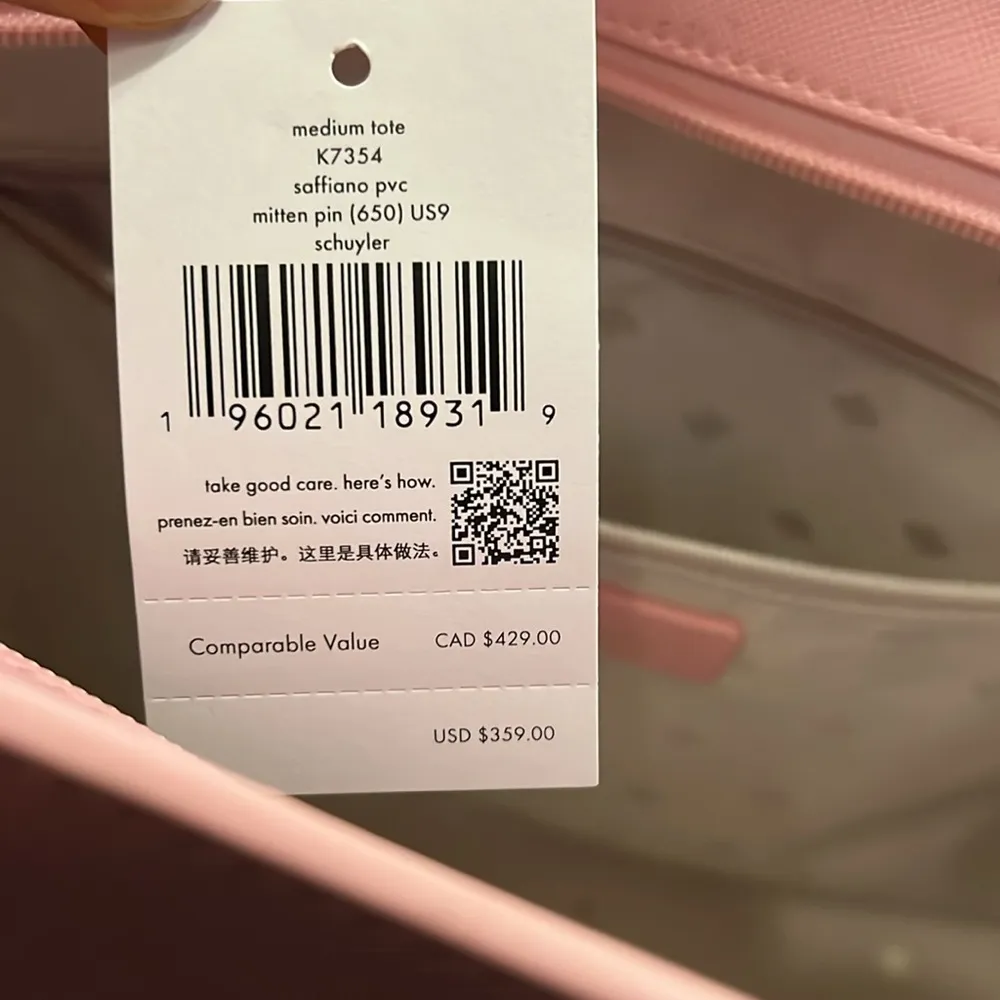 medium tote
K7354
saffiano pvc
mitten pin (650) US9
schuyler
1 96021 18931 9
take good care. here's how.
prenez-en bien soin. voici comment.
请妥善维护。这里是具体做法。
Comparable Value CAD $429.00
USD $359.00